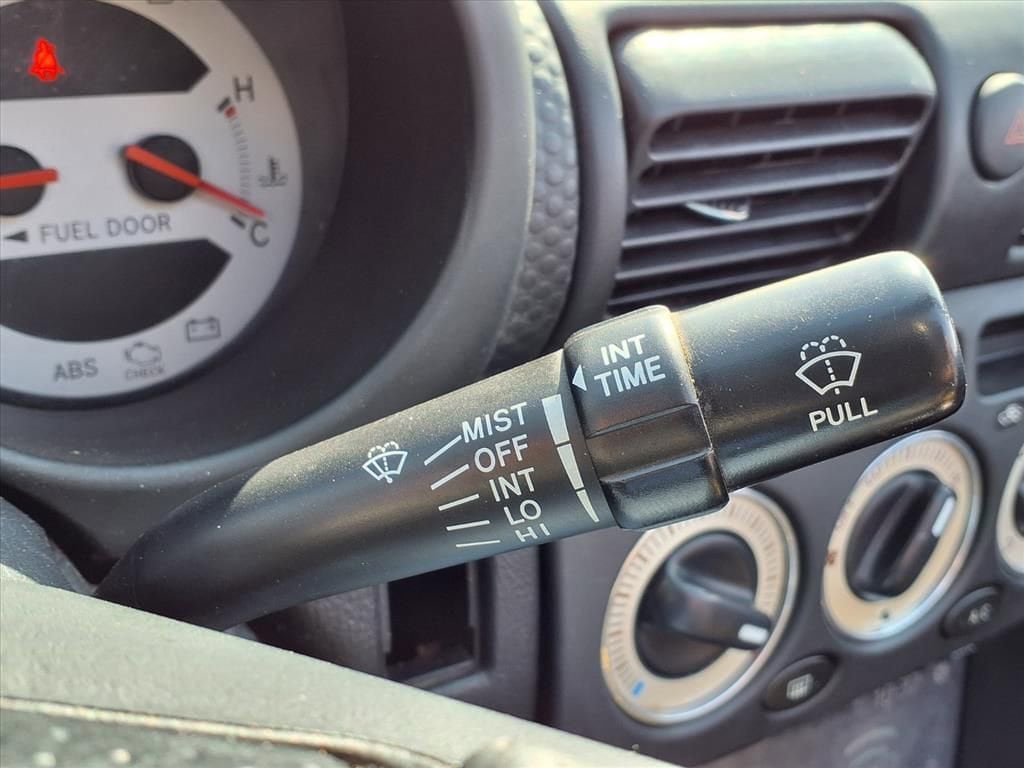 H
C
◄ FUEL DOOR
ABS
CHECK
INT
TIME
MIST
OFF
INT
LO
HI
PULL
A/C